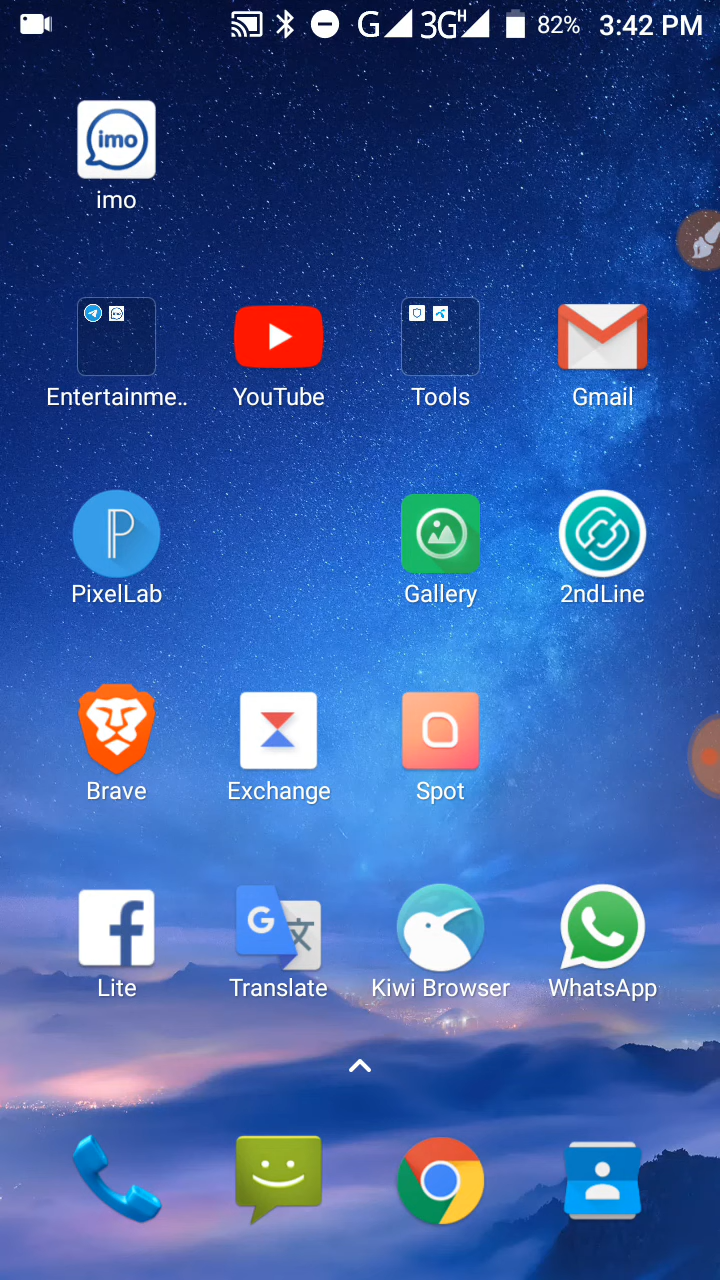 G 3G H 82% 3:42 PM
imo
imo
Entertainme..
YouTube
Tools
Gmail
P
PixelLab
Gallery
2ndLine
Brave
Exchange
Spot
f
G 文
Lite
Translate
Kiwi Browser
WhatsApp